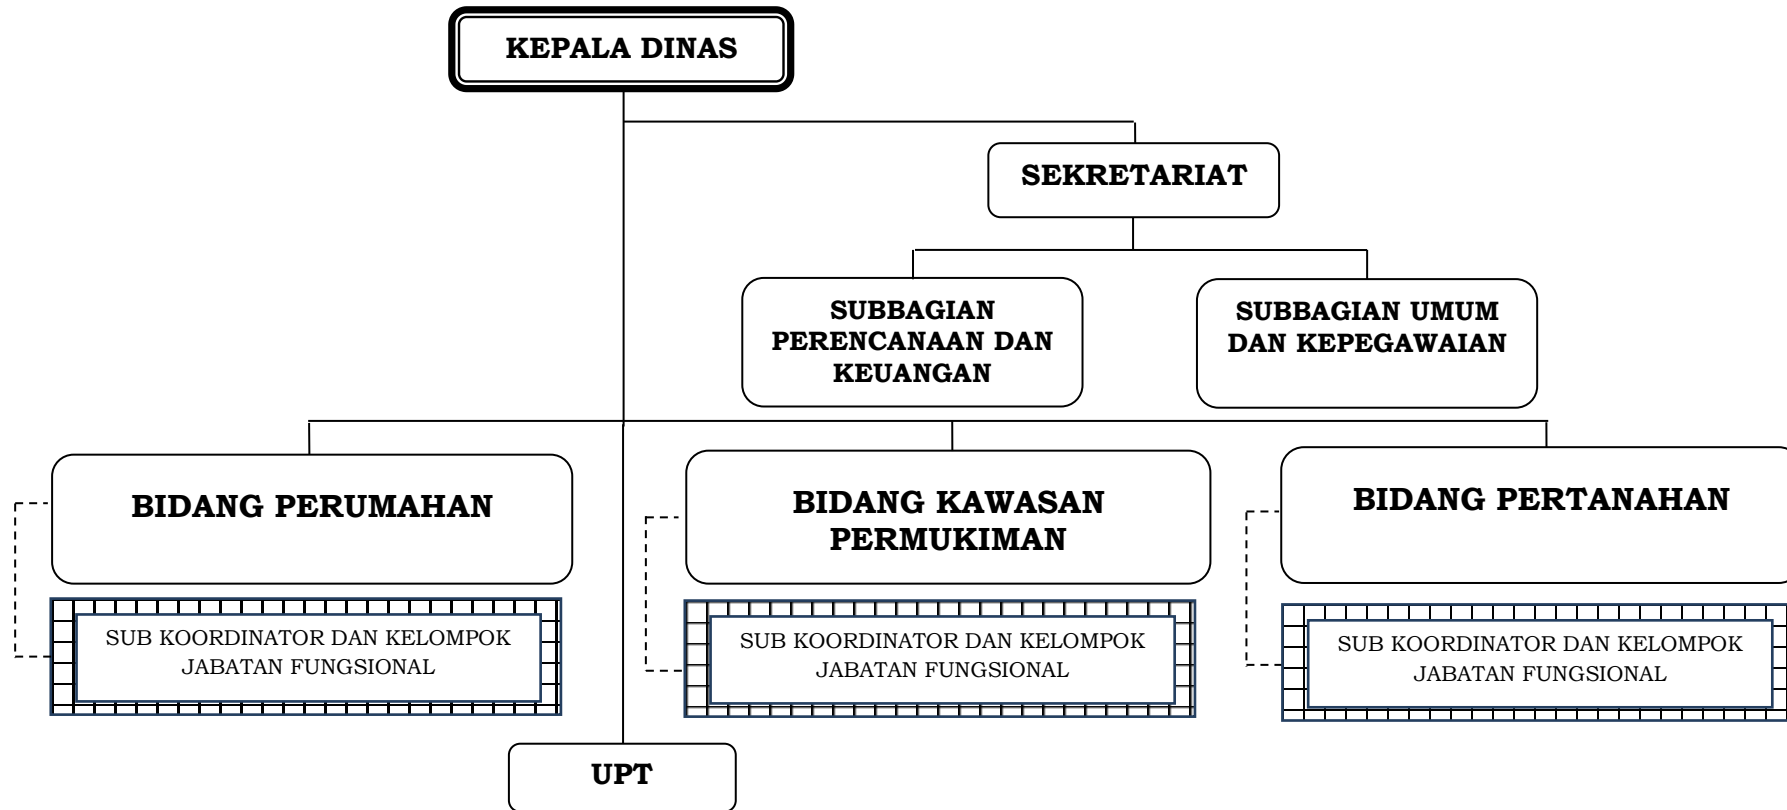 KEPALA DINAS
SEKRETARIAT
SUBBAGIAN
PERENCANAAN DAN
KEUANGAN
SUBBAGIAN UMUM
DAN KEPEGAWAIAN
BIDANG PERUMAHAN
BIDANG KAWASAN
PERMUKIMAN
BIDANG PERTANAHAN
SUB KOORDINATOR DAN KELOMPOK
JABATAN FUNGSIONAL
SUB KOORDINATOR DAN KELOMPOK
JABATAN FUNGSIONAL
SUB KOORDINATOR DAN KELOMPOK
JABATAN FUNGSIONAL
UPT